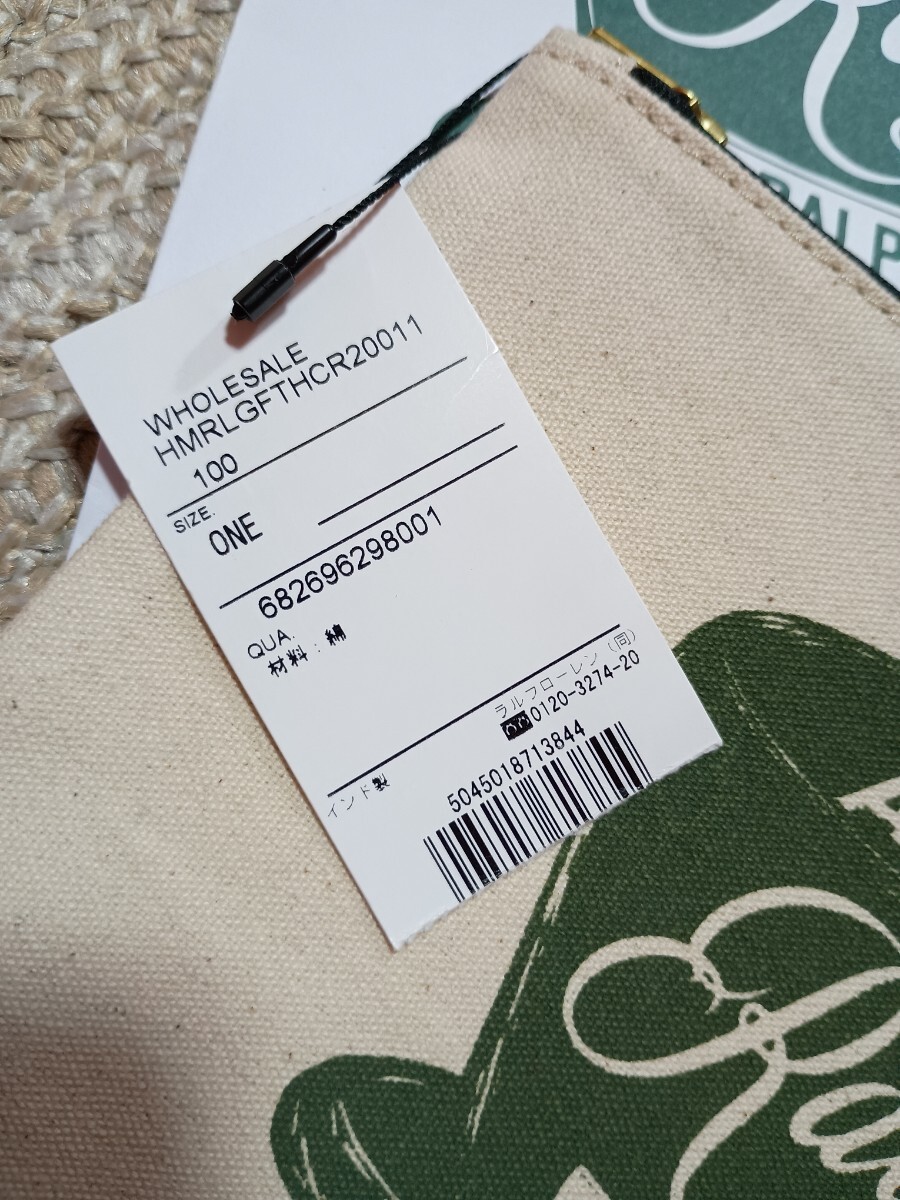 RALP
WHOLESALE
HMRLGFTHCR20011
100
SIZE.
ONE
682696298001
QUA.
材料:綿
ラルフローレン(同)
0120-3274-20
インド製
5045018713844